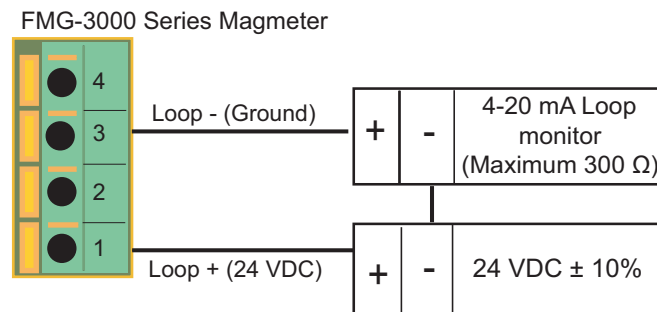 FMG-3000 Series Magmeter
4
3
2
1
Loop - (Ground)
Loop + (24 VDC)
+ - 4-20 mA Loop
monitor
(Maximum 300 Ω)
+ - 24 VDC ± 10%